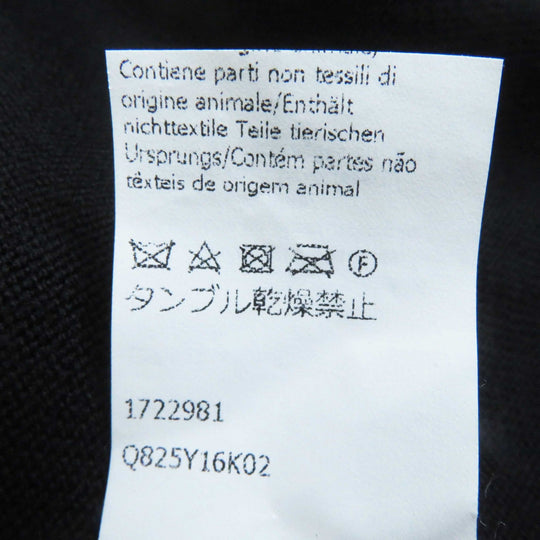 Contiene parti non tessili di
origine animale/Enthält
nichttextile Teile tierischen
Ursprungs/Contém partes não
têxteis de origem animal
F
タンブル乾燥禁止
1722981
Q825Y16K02